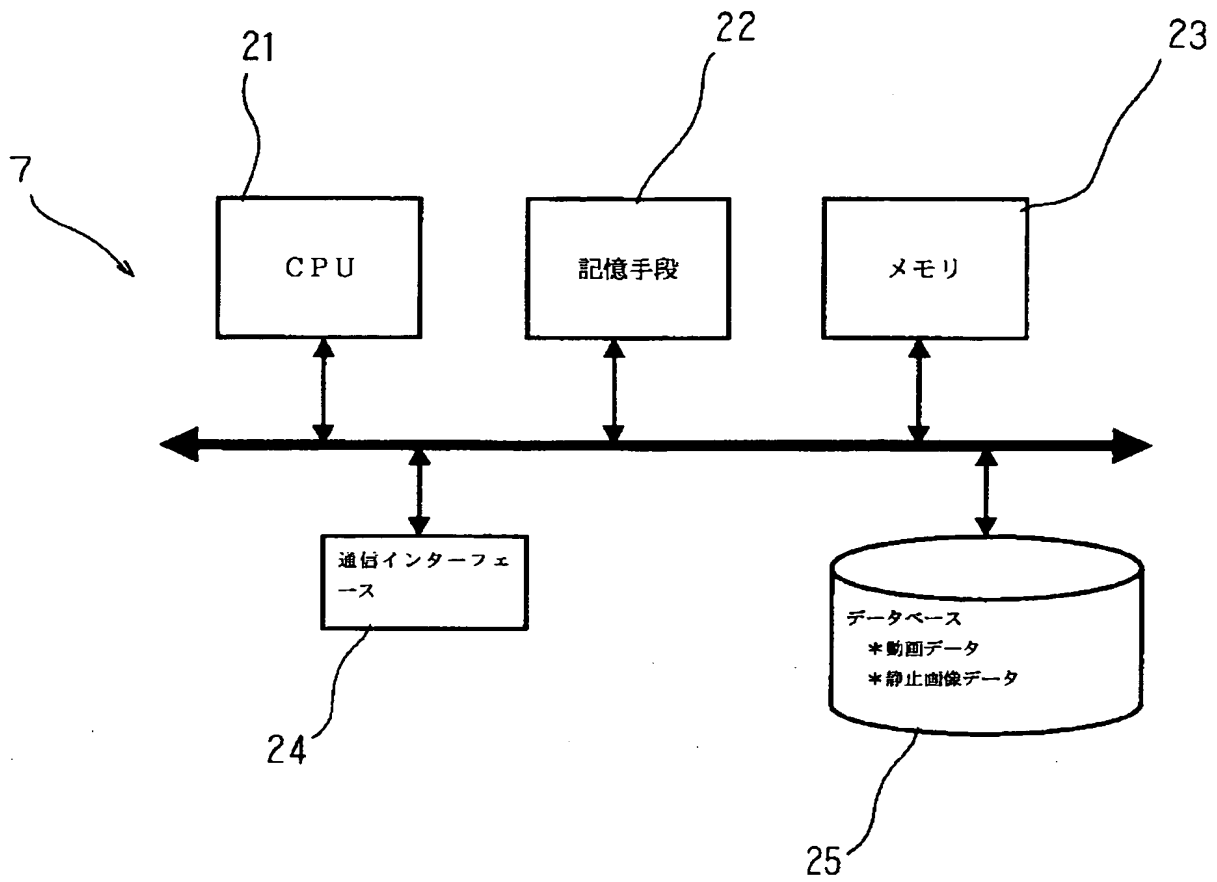 21
22
23
7
CPU
記憶手段
メモリ
通信インターフェ
ース
データベース
*動画データ
*静止画像データ
24
25